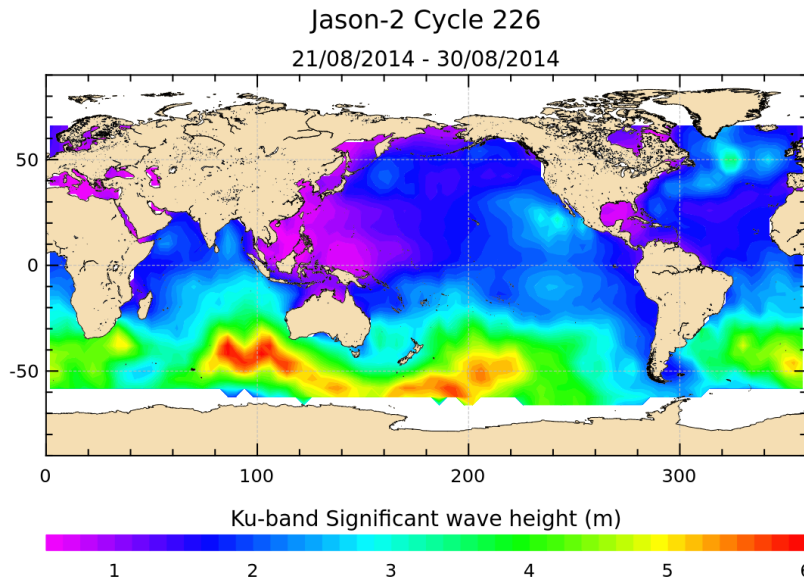 Jason-2 Cycle 226
21/08/2014 - 30/08/2014
50
0
-50
0 100 200 300
Ku-band Significant wave height (m)
1 2 3 4 5 6